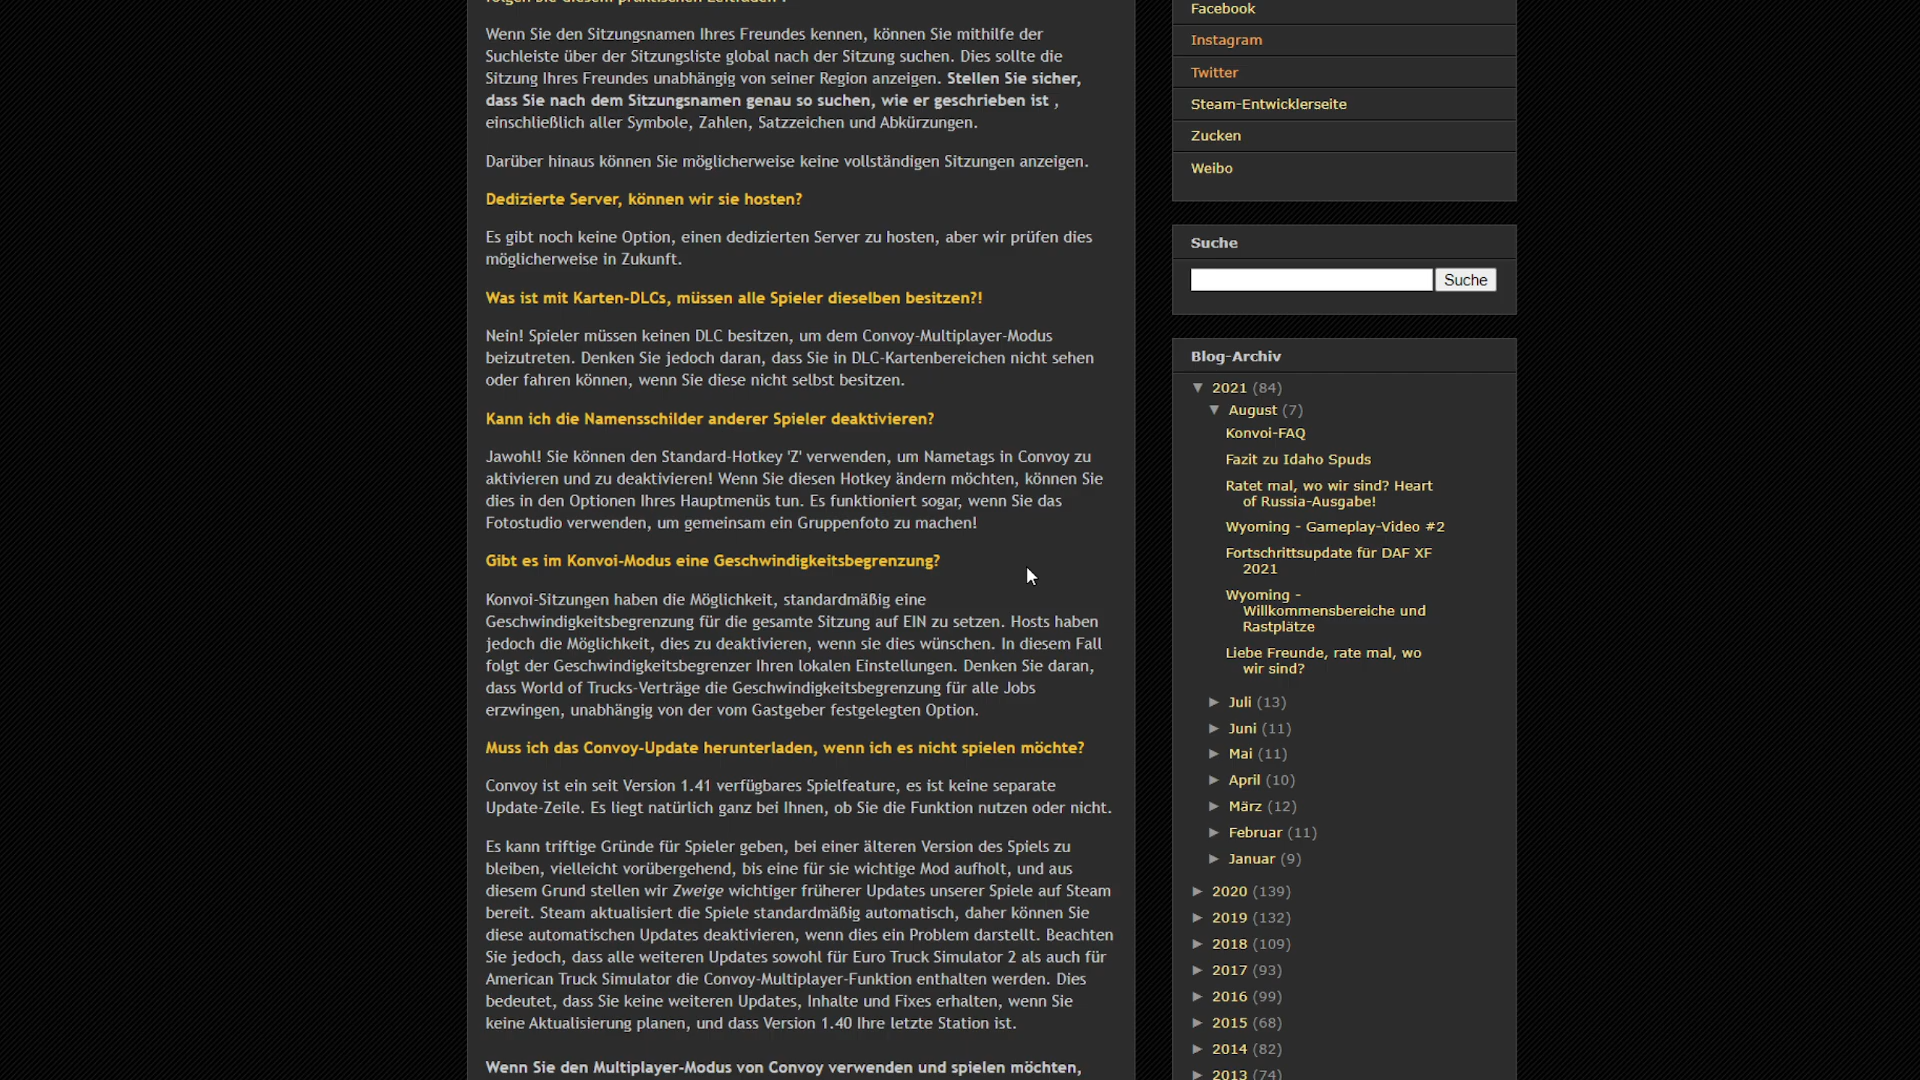 folgen Sie diesem praktischen Leitfaden .
Wenn Sie den Sitzungsnamen Ihres Freundes kennen, können Sie mithilfe der
Suchleiste über der Sitzungsliste global nach der Sitzung suchen. Dies sollte die
Sitzung Ihres Freundes unabhängig von seiner Region anzeigen. Stellen Sie sicher,
dass Sie nach dem Sitzungsnamen genau so suchen, wie er geschrieben ist ,
einschließlich aller Symbole, Zahlen, Satzzeichen und Abkürzungen.
Darüber hinaus können Sie möglicherweise keine vollständigen Sitzungen anzeigen.
Dedizierte Server, können wir sie hosten?
Es gibt noch keine Option, einen dedizierten Server zu hosten, aber wir prüfen dies
möglicherweise in Zukunft.
Was ist mit Karten-DLCs, müssen alle Spieler dieselben besitzen?!
Nein! Spieler müssen keinen DLC besitzen, um dem Convoy-Multiplayer-Modus
beizutreten. Denken Sie jedoch daran, dass Sie in DLC-Kartenbereichen nicht sehen
oder fahren können, wenn Sie diese nicht selbst besitzen.
Kann ich die Namensschilder anderer Spieler deaktivieren?
Jawohl! Sie können den Standard-Hotkey 'Z' verwenden, um Nametags in Convoy zu
aktivieren und zu deaktivieren! Wenn Sie diesen Hotkey ändern möchten, können Sie
dies in den Optionen Ihres Hauptmenüs tun. Es funktioniert sogar, wenn Sie das
Fotostudio verwenden, um gemeinsam ein Gruppenfoto zu machen!
Gibt es im Konvoi-Modus eine Geschwindigkeitsbegrenzung?
Konvoi-Sitzungen haben die Möglichkeit, standardmäßig eine
Geschwindigkeitsbegrenzung für die gesamte Sitzung auf EIN zu setzen. Hosts haben
jedoch die Möglichkeit, dies zu deaktivieren, wenn sie dies wünschen. In diesem Fall
folgt der Geschwindigkeitsbegrenzer Ihren lokalen Einstellungen. Denken Sie daran,
dass World of Trucks-Verträge die Geschwindigkeitsbegrenzung für alle Jobs
erzwingen, unabhängig von der vom Gastgeber festgelegten Option.
Muss ich das Convoy-Update herunterladen, wenn ich es nicht spielen möchte?
Convoy ist ein seit Version 1.41 verfügbares Spielfeature, es ist keine separate
Update-Zeile. Es liegt natürlich ganz bei Ihnen, ob Sie die Funktion nutzen oder nicht.
Es kann triftige Gründe für Spieler geben, bei einer älteren Version des Spiels zu
bleiben, vielleicht vorübergehend, bis eine für sie wichtige Mod aufholt, und aus
diesem Grund stellen wir Zweige wichtiger früherer Updates unserer Spiele auf Steam
bereit. Steam aktualisiert die Spiele standardmäßig automatisch, daher können Sie
diese automatischen Updates deaktivieren, wenn dies ein Problem darstellt. Beachten
Sie jedoch, dass alle weiteren Updates sowohl für Euro Truck Simulator 2 als auch für
American Truck Simulator die Convoy-Multiplayer-Funktion enthalten werden. Dies
bedeutet, dass Sie keine weiteren Updates, Inhalte und Fixes erhalten, wenn Sie
keine Aktualisierung planen, und dass Version 1.40 Ihre letzte Station ist.
Wenn Sie den Multiplayer-Modus von Convoy verwenden und spielen möchten,
Facebook
Instagram
Twitter
Steam-Entwicklerseite
Zucken
Weibo
Suche
Suche
Blog-Archiv
▼ 2021 (84)
▼ August (7)
Konvoi-FAQ
Fazit zu Idaho Spuds
Ratet mal, wo wir sind? Heart
of Russia-Ausgabe!
Wyoming - Gameplay-Video #2
Fortschrittsupdate für DAF XF
2021
Wyoming -
Willkommensbereiche und
Rastplätze
Liebe Freunde, rate mal, wo
wir sind?
► Juli (13)
► Juni (11)
► Mai (11)
► April (10)
► März (12)
► Februar (11)
► Januar (9)
► 2020 (139)
► 2019 (132)
► 2018 (109)
► 2017 (93)
► 2016 (99)
► 2015 (68)
► 2014 (82)
► 2013 (74)